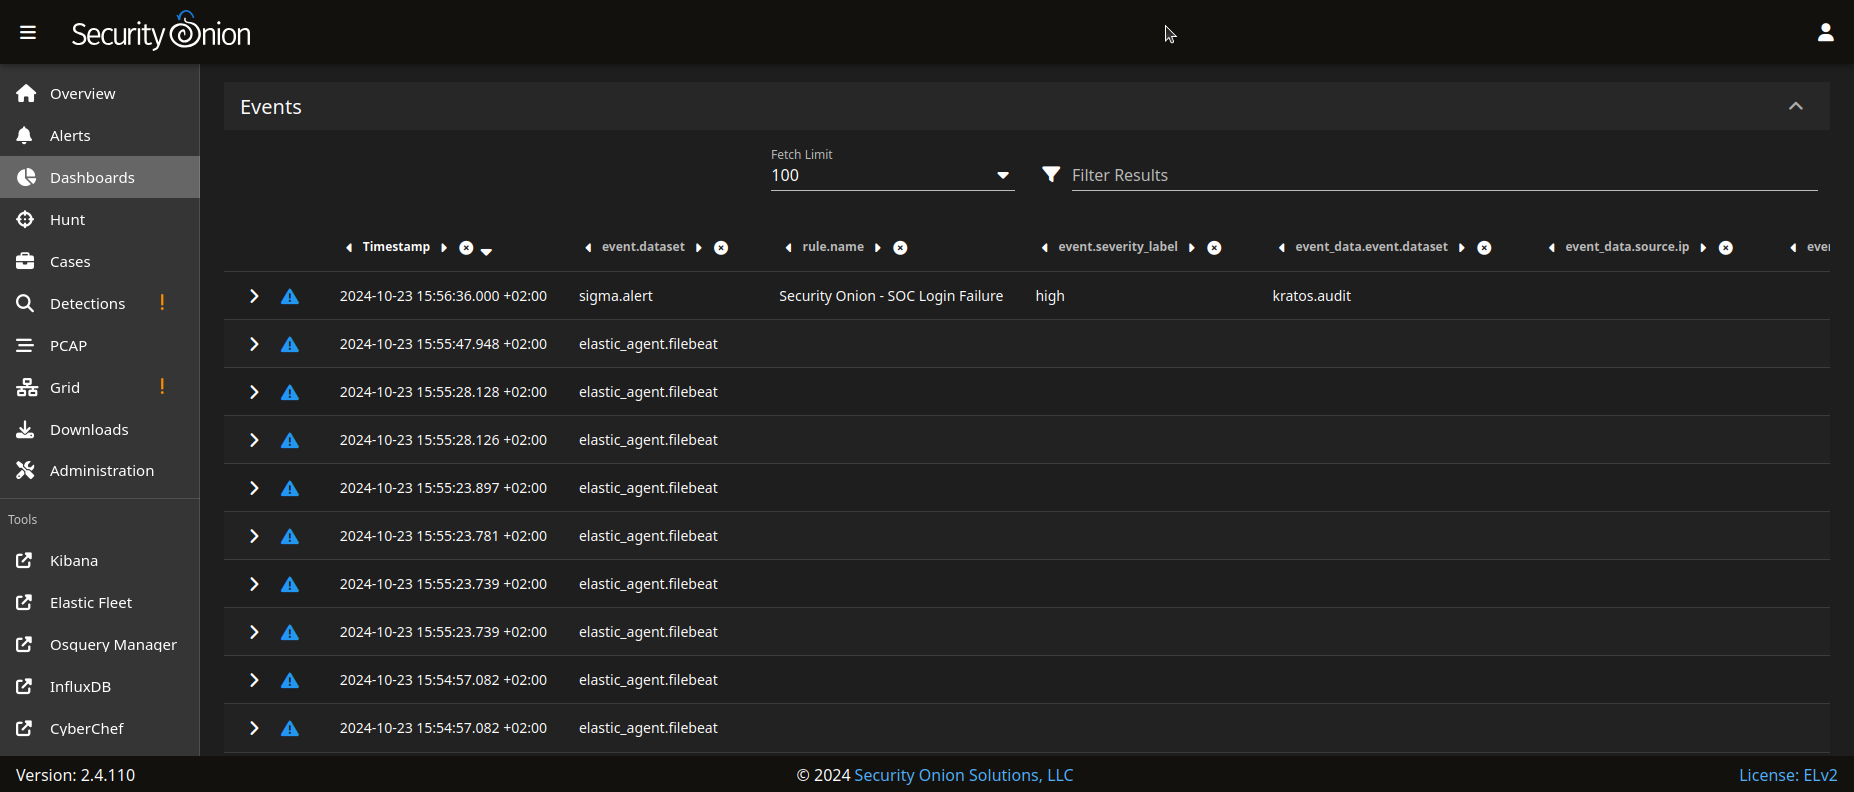 Security Onion
Overview
Alerts
Dashboards
Hunt
Cases
Detections !
PCAP
Grid !
Downloads
Administration
Tools
Kibana
Elastic Fleet
Osquery Manager
InfluxDB
CyberChef
Events
Fetch Limit
100 Filter Results
Timestamp event.dataset rule.name event.severity_label event_data.event.dataset event_data.source.ip
2024-10-23 15:56:36.000 +02:00 sigma.alert Security Onion - SOC Login Failure high kratos.audit
2024-10-23 15:55:47.948 +02:00 elastic_agent.filebeat
2024-10-23 15:55:28.128 +02:00 elastic_agent.filebeat
2024-10-23 15:55:28.126 +02:00 elastic_agent.filebeat
2024-10-23 15:55:23.897 +02:00 elastic_agent.filebeat
2024-10-23 15:55:23.781 +02:00 elastic_agent.filebeat
2024-10-23 15:55:23.739 +02:00 elastic_agent.filebeat
2024-10-23 15:55:23.739 +02:00 elastic_agent.filebeat
2024-10-23 15:54:57.082 +02:00 elastic_agent.filebeat
2024-10-23 15:54:57.082 +02:00 elastic_agent.filebeat
Version: 2.4.110 © 2024 Security Onion Solutions, LLC License: ELv2